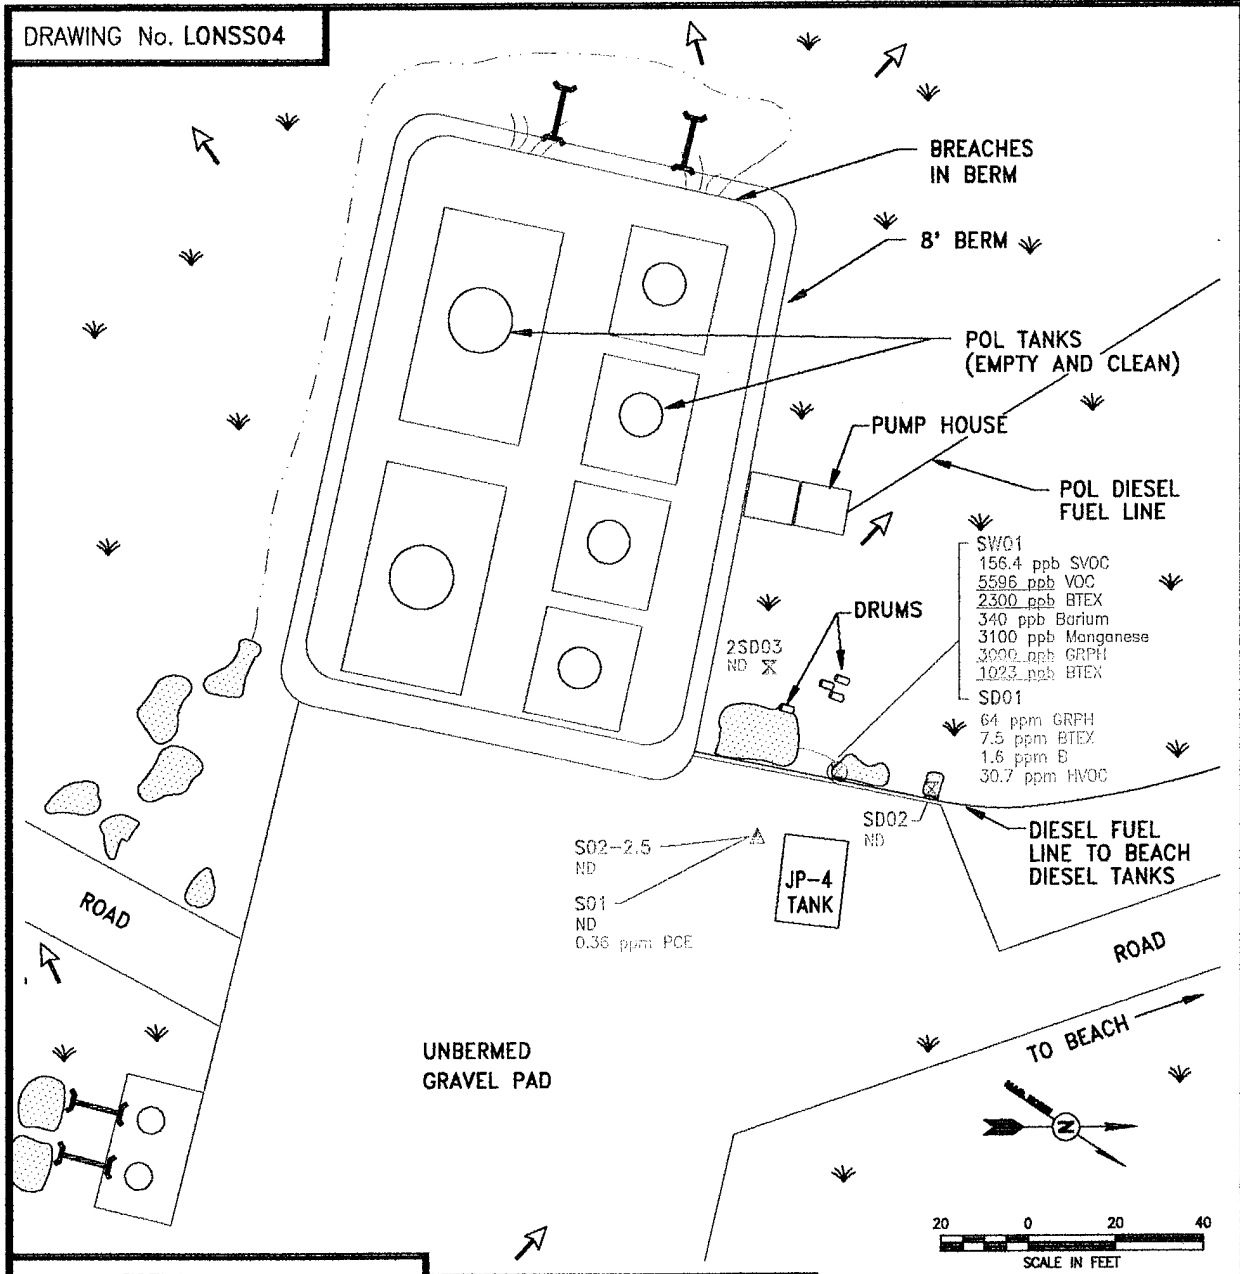 DRAWING No. LONSS04
BREACHES
IN BERM
8' BERM
POL TANKS
(EMPTY AND CLEAN)
PUMP HOUSE
POL DIESEL
FUEL LINE
SW01
156.4 ppb SVOC
5596 ppb VOC
2300 ppb BTEX
340 ppb Barium
3100 ppb Manganese
3000 ppb GRPH
1023 ppb BTEX
SD01
64 ppm GRPH
7.5 ppm BTEX
1.6 ppm B
30.7 ppm HVOC
DRUMS
2SD03
ND
SD02
ND
DIESEL FUEL
LINE TO BEACH
DIESEL TANKS
S02-2.5
ND
S01
ND
0.36 ppm PCE
JP-4
TANK
ROAD
ROAD
TO BEACH
UNBERMED
GRAVEL PAD
N
20 0 20 40
SCALE IN FEET